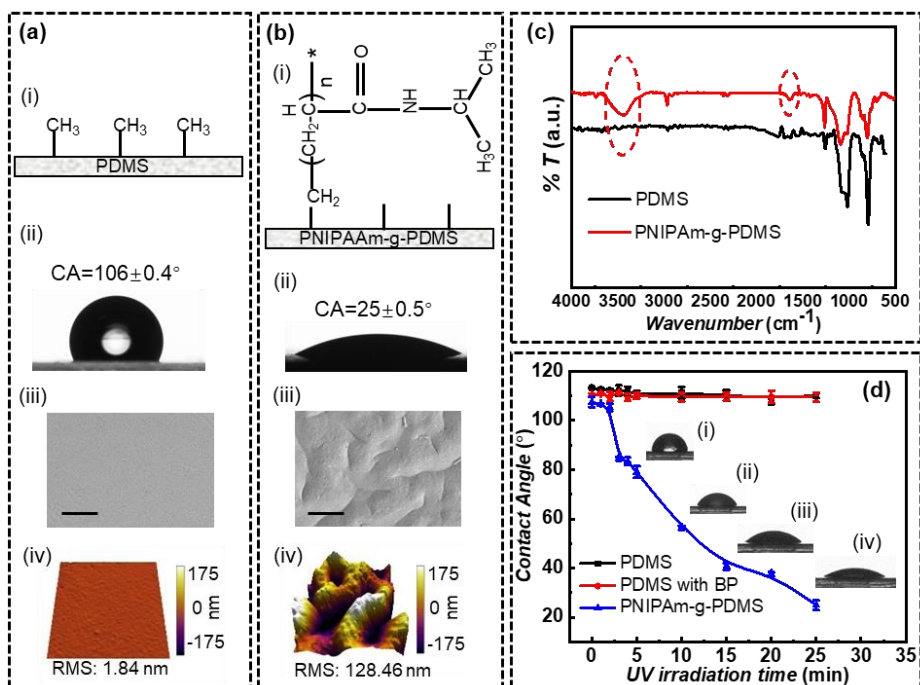 (a)
(i)
CH3 CH3 CH3
PDMS
(ii)
CA=106±0.4°
(iii)
(iv)
175
0
-175
nm
RMS: 1.84 nm
(b)
(i)
*
O
CH3
n
H C C N CH
H
CH2
H3C
CH2
PNIPAAm-g-PDMS
(ii)
CA=25±0.5°
(iii)
(iv)
175
0
-175
nm
RMS: 128.46 nm
(c)
% T (a.u.)
PDMS
PNIPAm-g-PDMS
4000 3500 3000 2500 2000 1500 1000 500
Wavenumber (cm-1)
(d)
120
100
80
60
40
20
Contact Angle (°)
(i)
(ii)
(iii)
(iv)
PDMS
PDMS with BP
PNIPAm-g-PDMS
0 5 10 15 20 25 30 35
UV irradiation time (min)